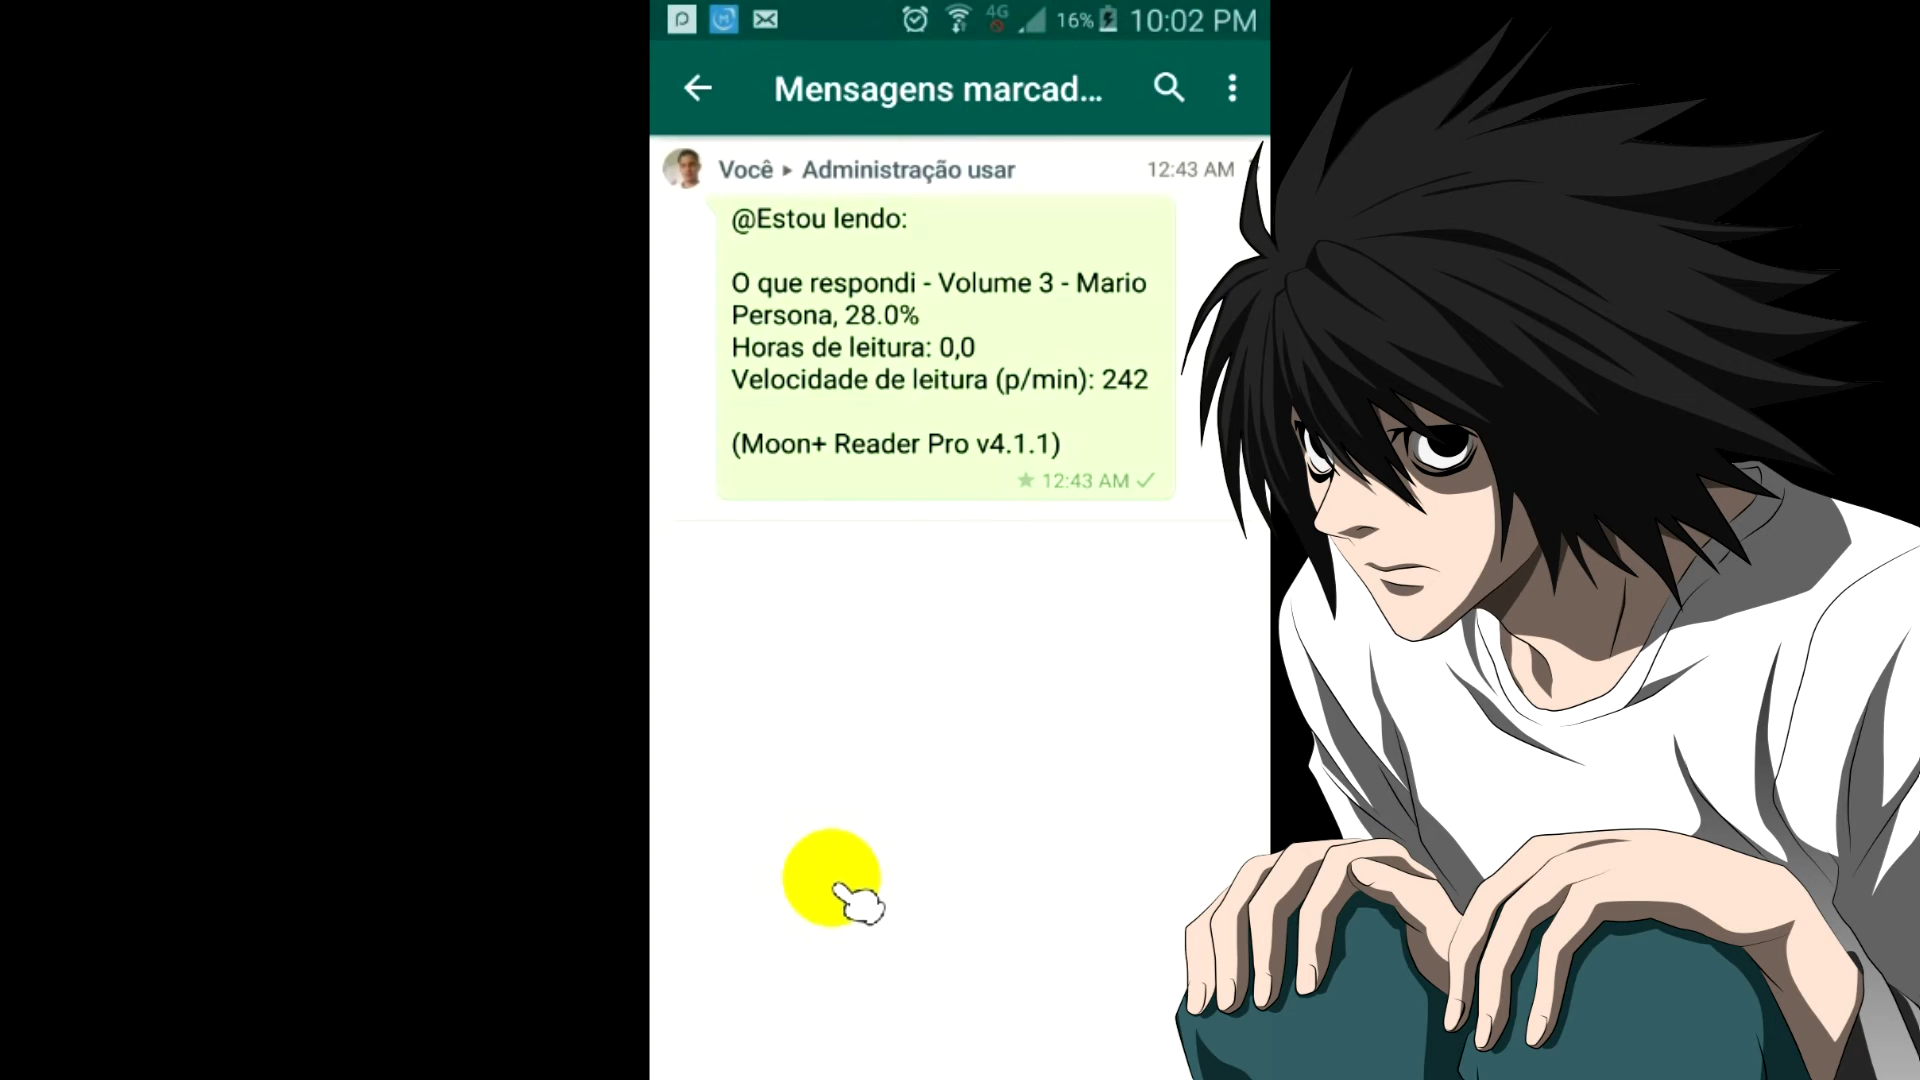 4G 16% 10:02 PM
Mensagens marcad...
Você ▸ Administração usar 12:43 AM
@Estou lendo:
O que respondi - Volume 3 - Mario
Persona, 28.0%
Horas de leitura: 0,0
Velocidade de leitura (p/min): 242
(Moon+ Reader Pro v4.1.1)
★ 12:43 AM ✓